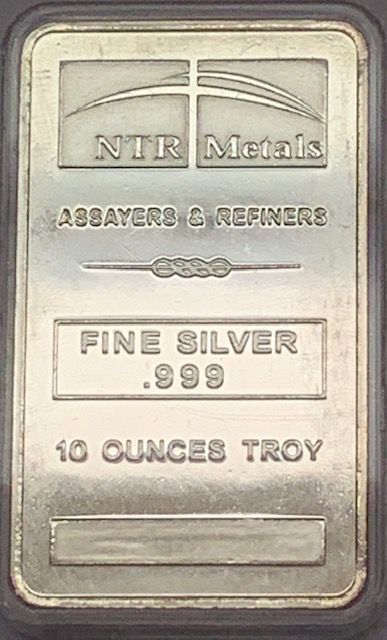 NTR Metals
ASSAYERS & REFINERS
FINE SILVER
.999
10 OUNCES TROY